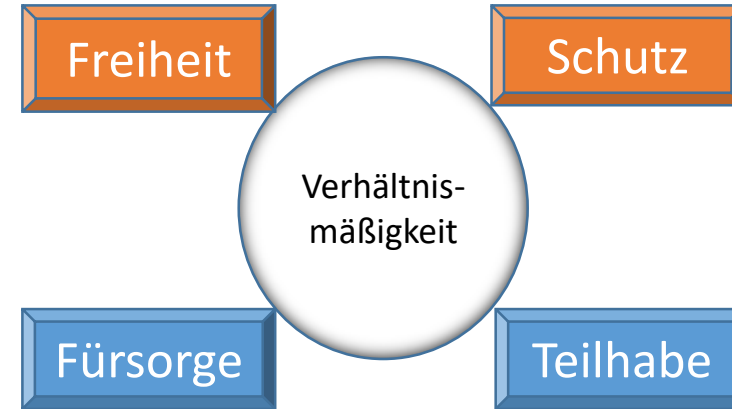 Freiheit
Schutz
Verhältnis-
mäßigkeit
Fürsorge
Teilhabe